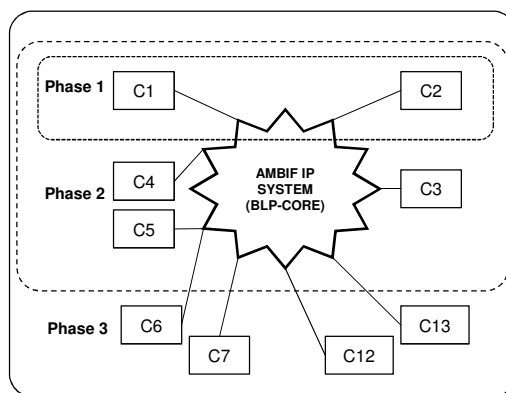 Phase 1
C1
C2
Phase 2
C4
C5
AMBIF IP
SYSTEM
(BLP-CORE)
C3
Phase 3
C6
C7
C12
C13